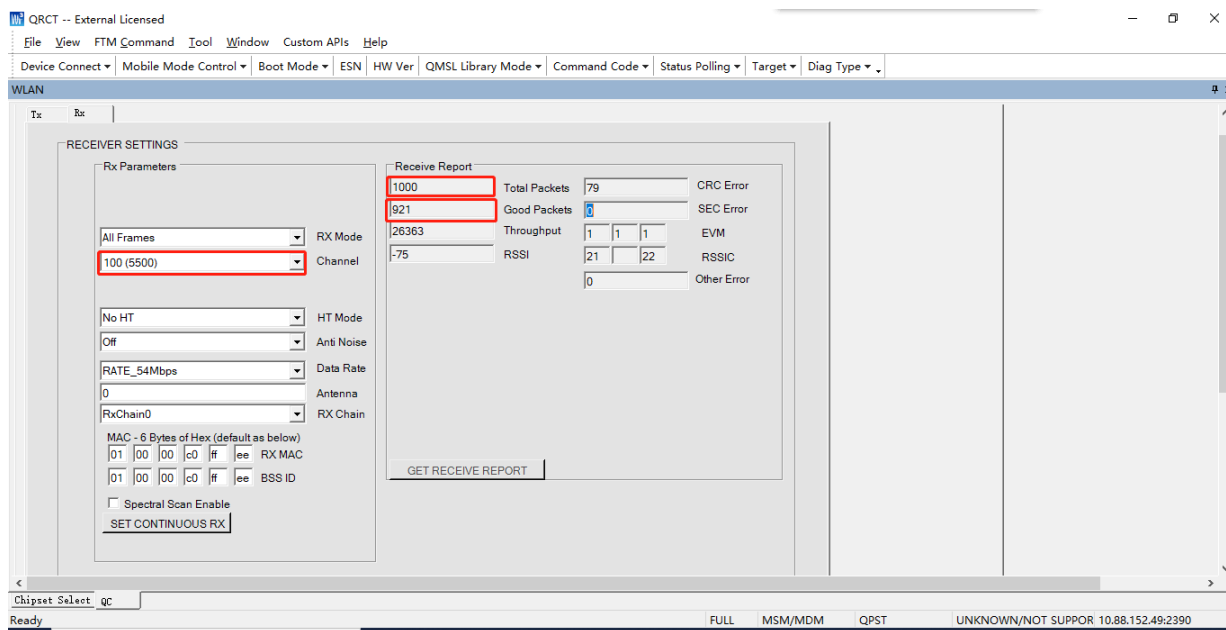 QRCT -- External Licensed
File View FTM Command Tool Window Custom APIs Help
Device Connect Mobile Mode Control Boot Mode ESN HW Ver QMSL Library Mode Command Code Status Polling Target Diag Type
WLAN
Tx Rx
RECEIVER SETTINGS
Rx Parameters
All Frames RX Mode
100 (5500) Channel
No HT HT Mode
Off Anti Noise
RATE_54Mbps Data Rate
0 Antenna
RxChain0 RX Chain
MAC - 6 Bytes of Hex (default as below)
01 00 00 c0 ff ee RX MAC
01 00 00 c0 ff ee BSS ID
Spectral Scan Enable
SET CONTINUOUS RX
Receive Report
1000 Total Packets 79 CRC Error
921 Good Packets 0 SEC Error
26363 Throughput 1 1 1 EVM
-75 RSSI 21 22 RSSIC
0 Other Error
GET RECEIVE REPORT
Chipset Select QC
Ready FULL MSM/MDM QPST UNKNOWN/NOT SUPPOR 10.88.152.49:2390